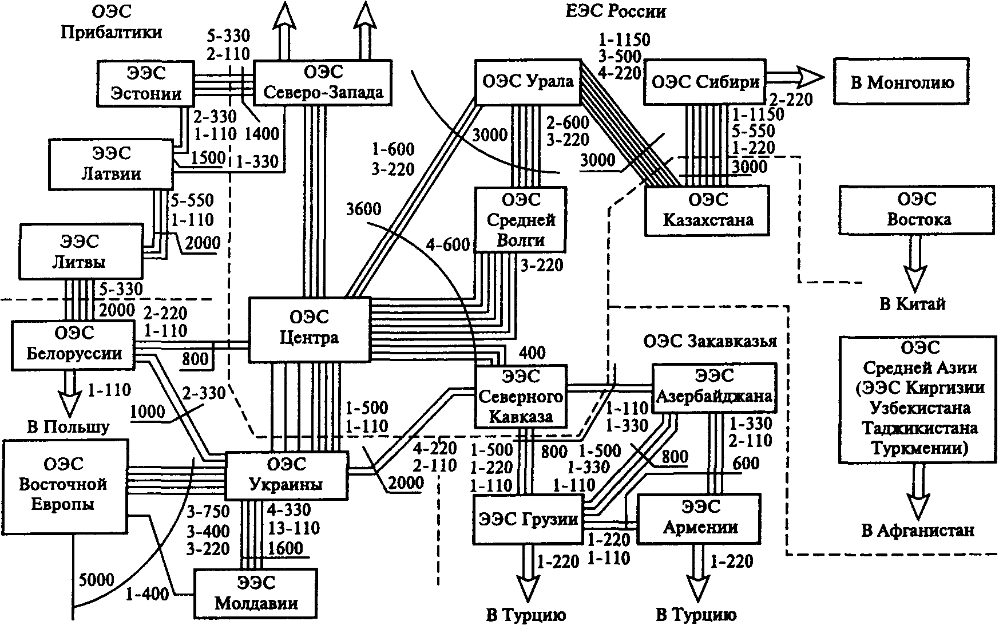 ОЭС
Прибалтики
ЕЭС России
5-330
2-110
1-1150
3-500
4-220
ЭЭС
Эстонии
ОЭС
Северо-Запада
ОЭС Урала
ОЭС Сибири
В Монголию
2-220
2-330
1-110
1400
3000
2-600
3-220
1-1150
5-550
1-220
ЭЭС
Латвии
1500
1-330
1-600
3-220
3000
3000
5-550
1-110
2000
3600
ОЭС
Средней
Волги
ОЭС
Казахстана
ОЭС
Востока
ЭЭС
Литвы
4-600
3-220
5-330
2000
2-220
1-110
В Китай
ОЭС
Белоруссии
ОЭС
Центра
800
400
ОЭС Закавказья
ОЭС
Средней Азии
(ЭЭС Киргизии
Узбекистана
Таджикистана
Туркмении)
ЭЭС
Северного
Кавказа
ЭЭС
Азербайджана
1-110
2-330
1000
1-500
1-110
1-110
1-330
1-330
2-110
В Польшу
ОЭС
Восточной
Европы
ОЭС
Украины
4-220
2-110
2000
1-500
1-220
1-110
800
1-500
1-330
1-110
800
600
3-750
3-400
3-220
4-330
13-110
1600
ЭЭС Грузии
ЭЭС
Армении
В Афганистан
1-220
1-110
1-220
1-220
5000
1-400
ЭЭС
Молдавии
В Турцию
В Турцию